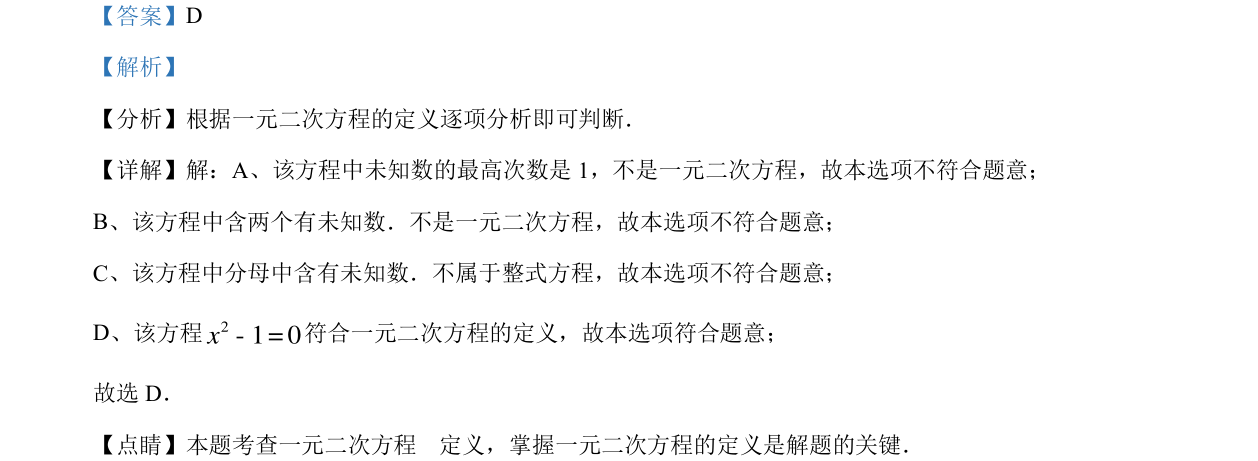 【答案】D
【解析】
【分析】根据一元二次方程的定义逐项分析即可判断．
【详解】解：A、该方程中未知数的最高次数是 1，不是一元二次方程，故本选项不符合题意；
B、该方程中含两个有未知数．不是一元二次方程，故本选项不符合题意；
C、该方程中分母中含有未知数．不属于整式方程，故本选项不符合题意；
D、该方程 x² - 1=0 符合一元二次方程的定义，故本选项符合题意；
故选 D．
【点睛】本题考查一元二次方程　定义，掌握一元二次方程的定义是解题的关键．